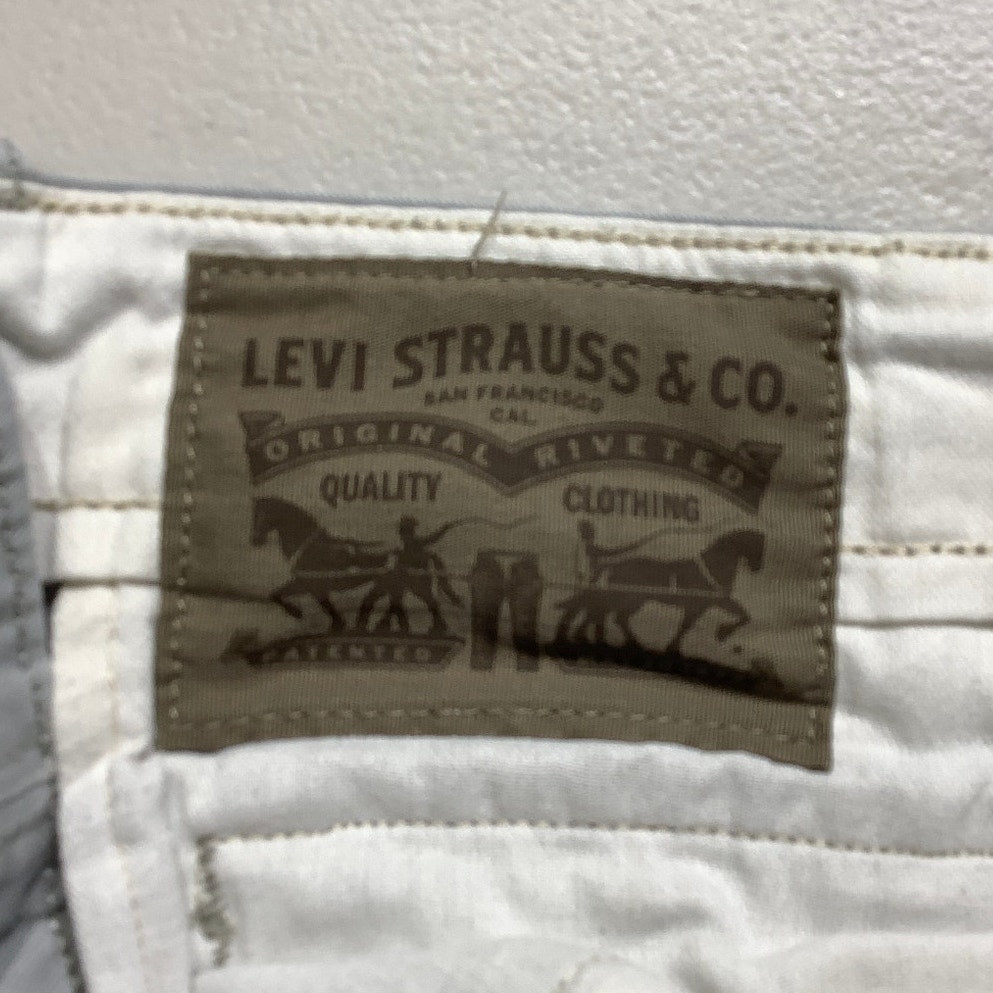 LEVI STRAUSS & CO.
SAN FRANCISCO
CAL.
ORIGINAL RIVETED
QUALITY CLOTHING
PATENTED